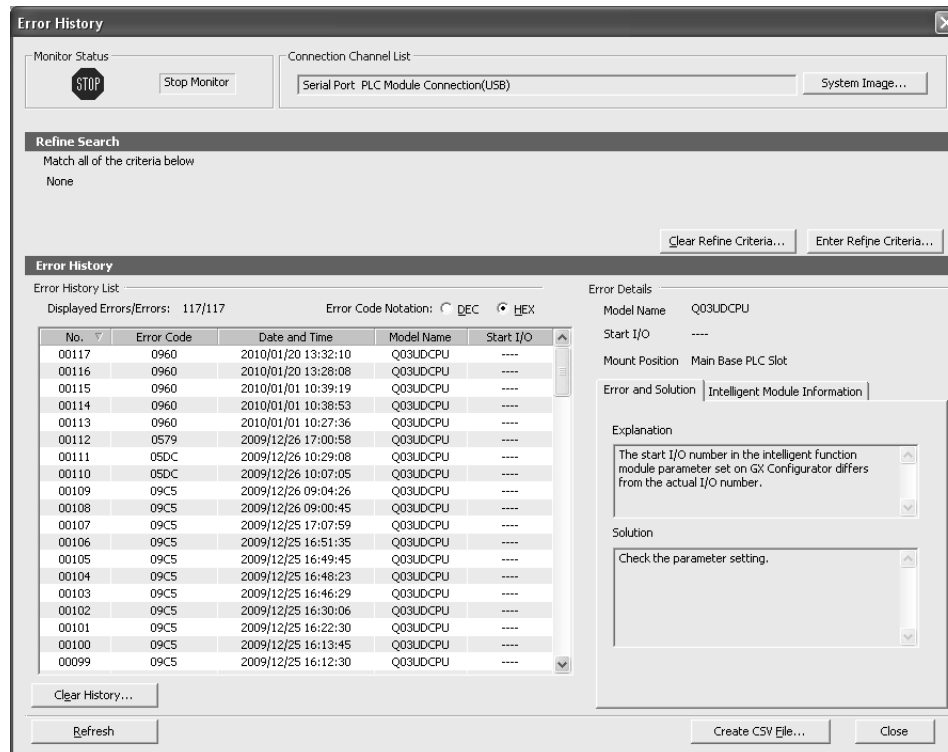 Error History
Monitor Status
STOP
Stop Monitor
Connection Channel List
Serial Port PLC Module Connection(USB)
System Image...
Refine Search
Match all of the criteria below
None
Clear Refine Criteria...
Enter Refine Criteria...
Error History
Error History List
Displayed Errors/Errors: 117/117
Error Code Notation: DEC HEX
No. Error Code Date and Time Model Name Start I/O
00117 0960 2010/01/20 13:32:10 Q03UDCPU ----
00116 0960 2010/01/20 13:28:08 Q03UDCPU ----
00115 0960 2010/01/01 10:39:19 Q03UDCPU ----
00114 0960 2010/01/01 10:38:53 Q03UDCPU ----
00113 0960 2010/01/01 10:27:36 Q03UDCPU ----
00112 0579 2009/12/26 17:00:58 Q03UDCPU ----
00111 05DC 2009/12/26 10:29:08 Q03UDCPU ----
00110 05DC 2009/12/26 10:07:05 Q03UDCPU ----
00109 09C5 2009/12/26 09:04:26 Q03UDCPU ----
00108 09C5 2009/12/26 09:00:45 Q03UDCPU ----
00107 09C5 2009/12/25 17:07:59 Q03UDCPU ----
00106 09C5 2009/12/25 16:51:35 Q03UDCPU ----
00105 09C5 2009/12/25 16:49:45 Q03UDCPU ----
00104 09C5 2009/12/25 16:48:23 Q03UDCPU ----
00103 09C5 2009/12/25 16:46:29 Q03UDCPU ----
00102 09C5 2009/12/25 16:30:06 Q03UDCPU ----
00101 09C5 2009/12/25 16:22:30 Q03UDCPU ----
00100 09C5 2009/12/25 16:13:45 Q03UDCPU ----
00099 09C5 2009/12/25 16:12:30 Q03UDCPU ----
Error Details
Model Name Q03UDCPU
Start I/O ----
Mount Position Main Base PLC Slot
Error and Solution Intelligent Module Information
Explanation
The start I/O number in the intelligent function
module parameter set on GX Configurator differs
from the actual I/O number.
Solution
Check the parameter setting.
Clear History...
Refresh
Create CSV File...
Close